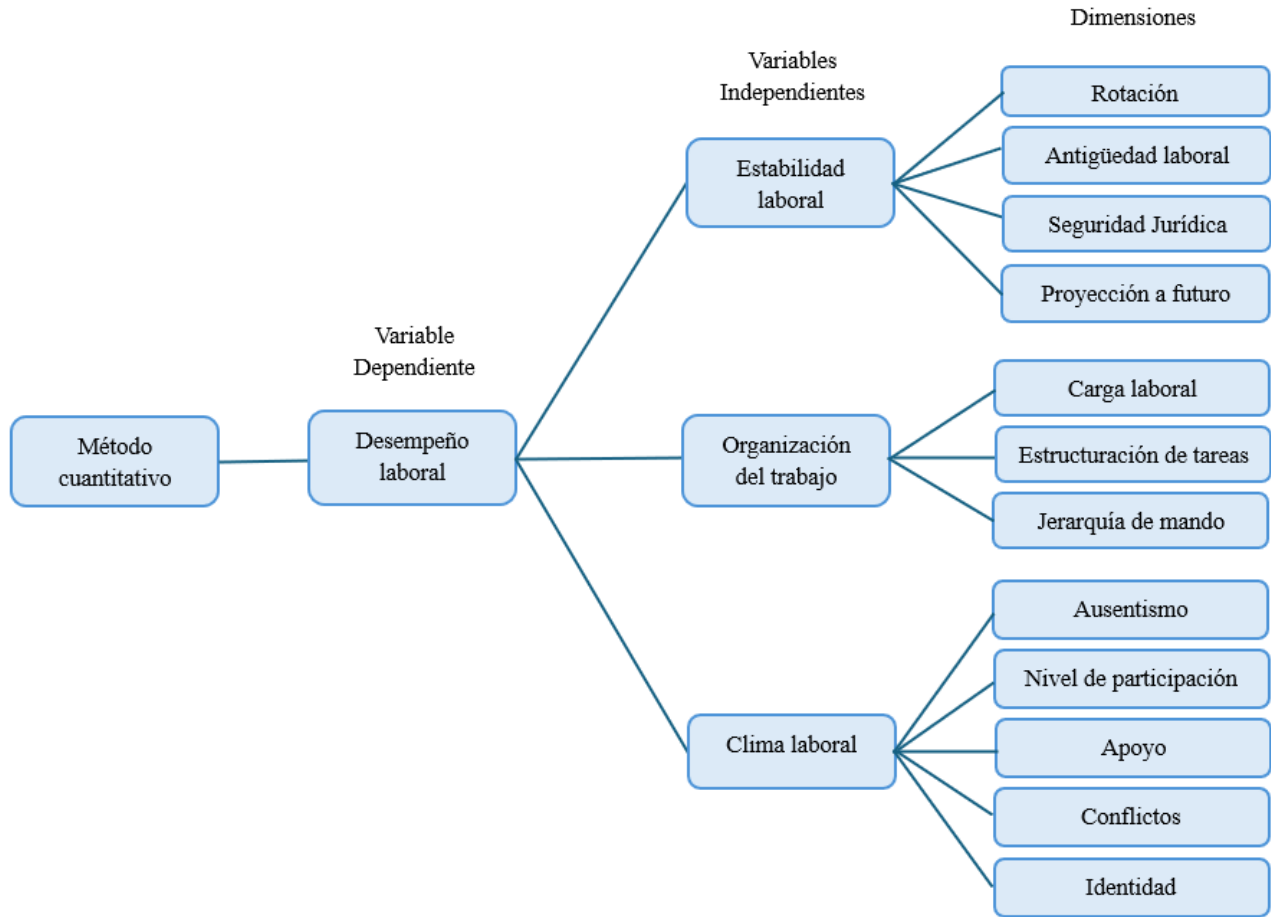 Dimensiones
Variables
Independientes
Rotación
Antigüedad laboral
Estabilidad
laboral
Seguridad Jurídica
Proyección a futuro
Variable
Dependiente
Carga laboral
Método
cuantitativo
Desempeño
laboral
Organización
del trabajo
Estructuración de tareas
Jerarquía de mando
Ausentismo
Nivel de participación
Clima laboral
Apoyo
Conflictos
Identidad